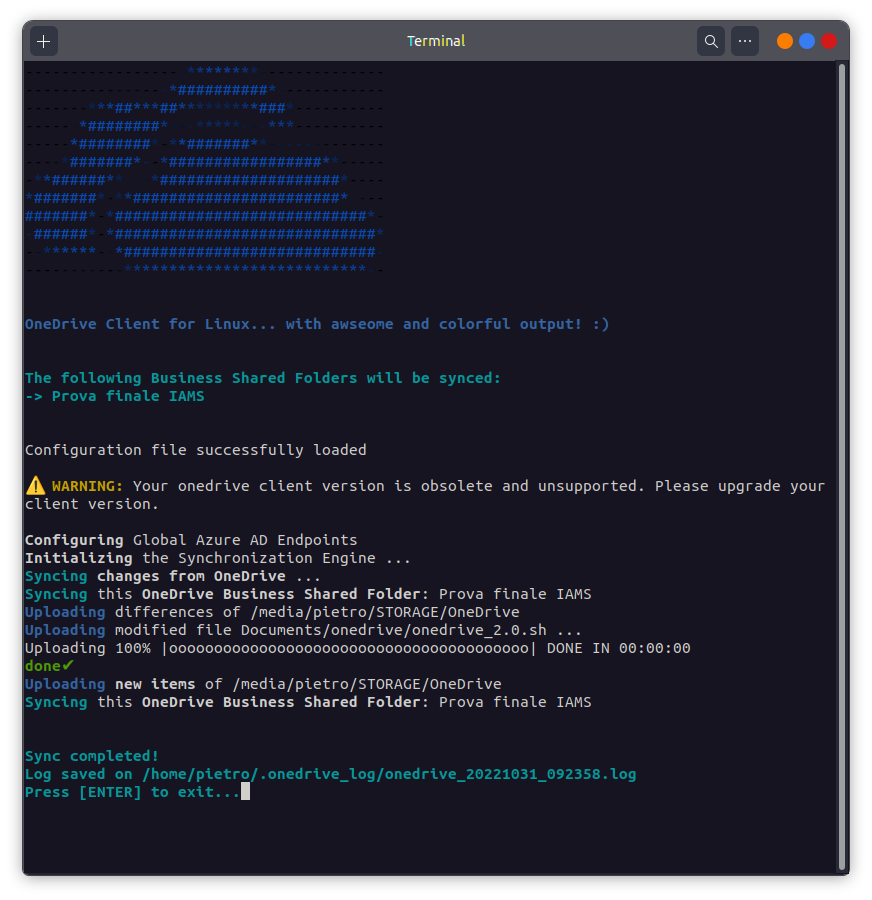 Terminal
OneDrive Client for Linux... with awseome and colorful output! :)
The following Business Shared Folders will be synced:
-> Prova finale IAMS
Configuration file successfully loaded
⚠️ WARNING: Your onedrive client version is obsolete and unsupported. Please upgrade your
client version.
Configuring Global Azure AD Endpoints
Initializing the Synchronization Engine ...
Syncing changes from OneDrive ...
Syncing this OneDrive Business Shared Folder: Prova finale IAMS
Uploading differences of /media/pietro/STORAGE/OneDrive
Uploading modified file Documents/onedrive/onedrive_2.0.sh ...
Uploading 100% |oooooooooooooooooooooooooooooooooooooooo| DONE IN 00:00:00
done✔
Uploading new items of /media/pietro/STORAGE/OneDrive
Syncing this OneDrive Business Shared Folder: Prova finale IAMS
Sync completed!
Log saved on /home/pietro/.onedrive_log/onedrive_20221031_092358.log
Press [ENTER] to exit...